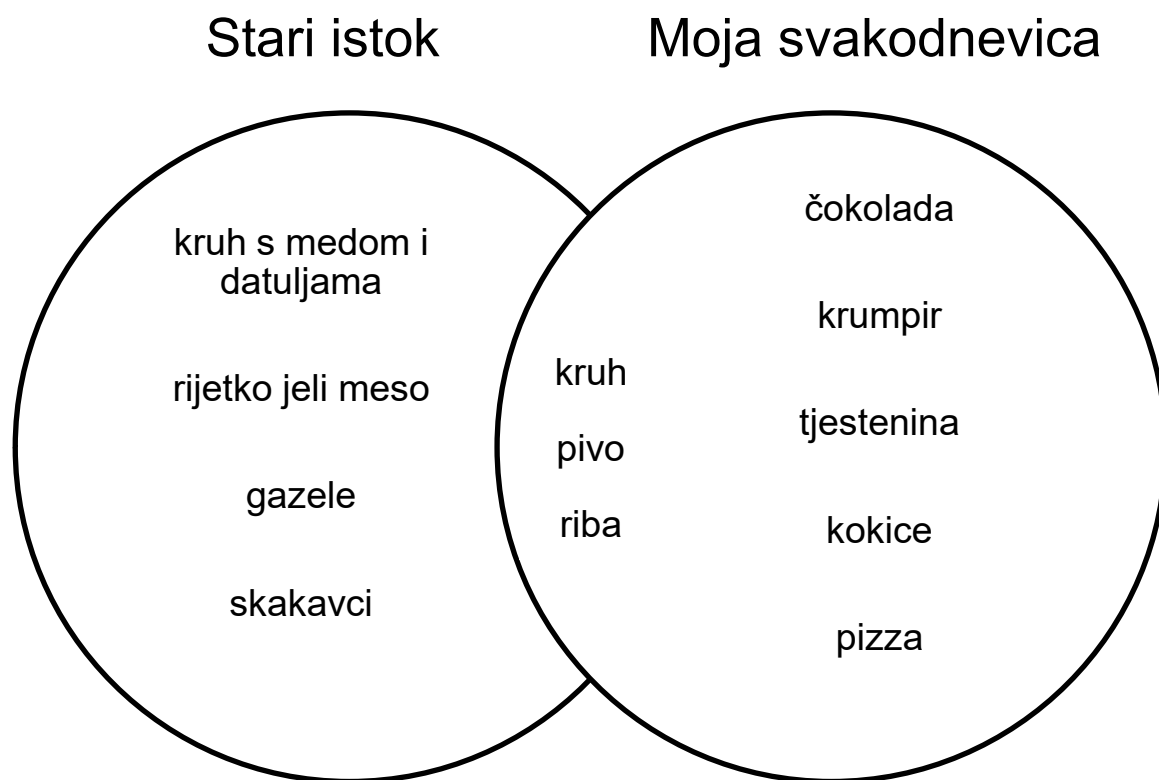 Stari istok
Moja svakodnevica
kruh s medom i
datuljama
rijetko jeli meso
gazele
skakavci
kruh
pivo
riba
čokolada
krumpir
tjestenina
kokice
pizza